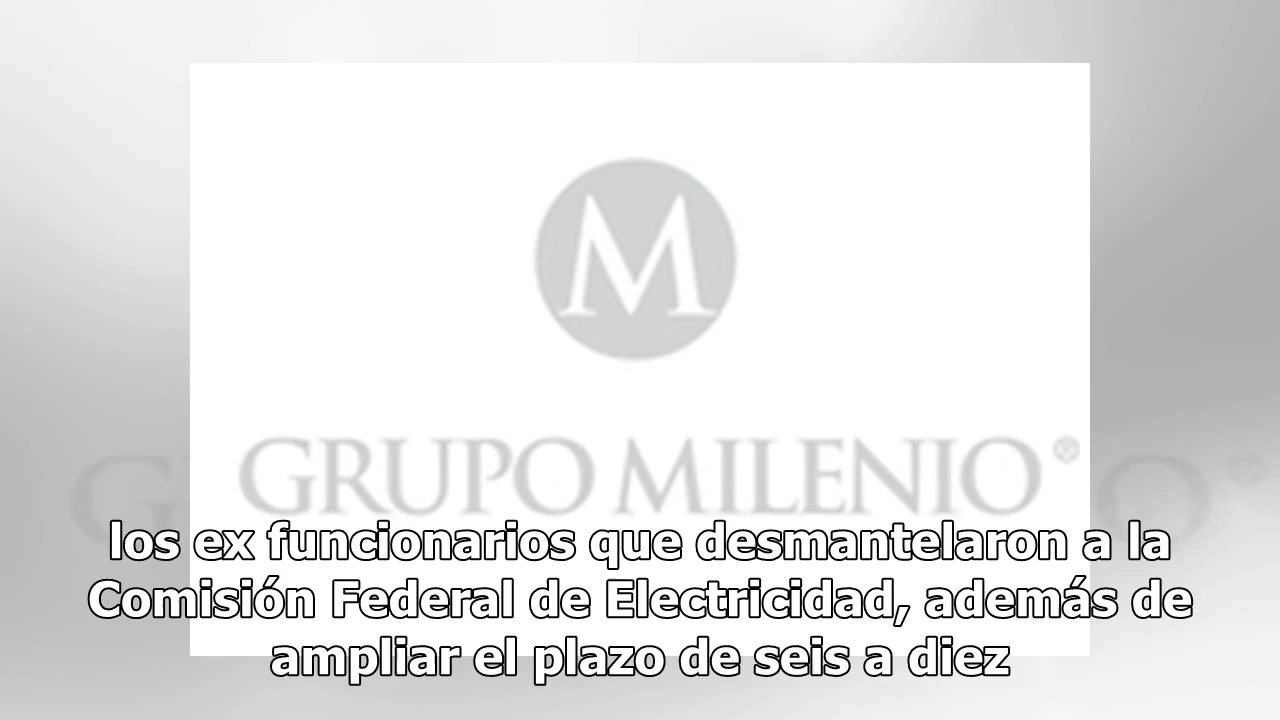 M
GRUPO MILENIO®
los ex funcionarios que desmantelaron a la
Comisión Federal de Electricidad, además de
ampliar el plazo de seis a diez